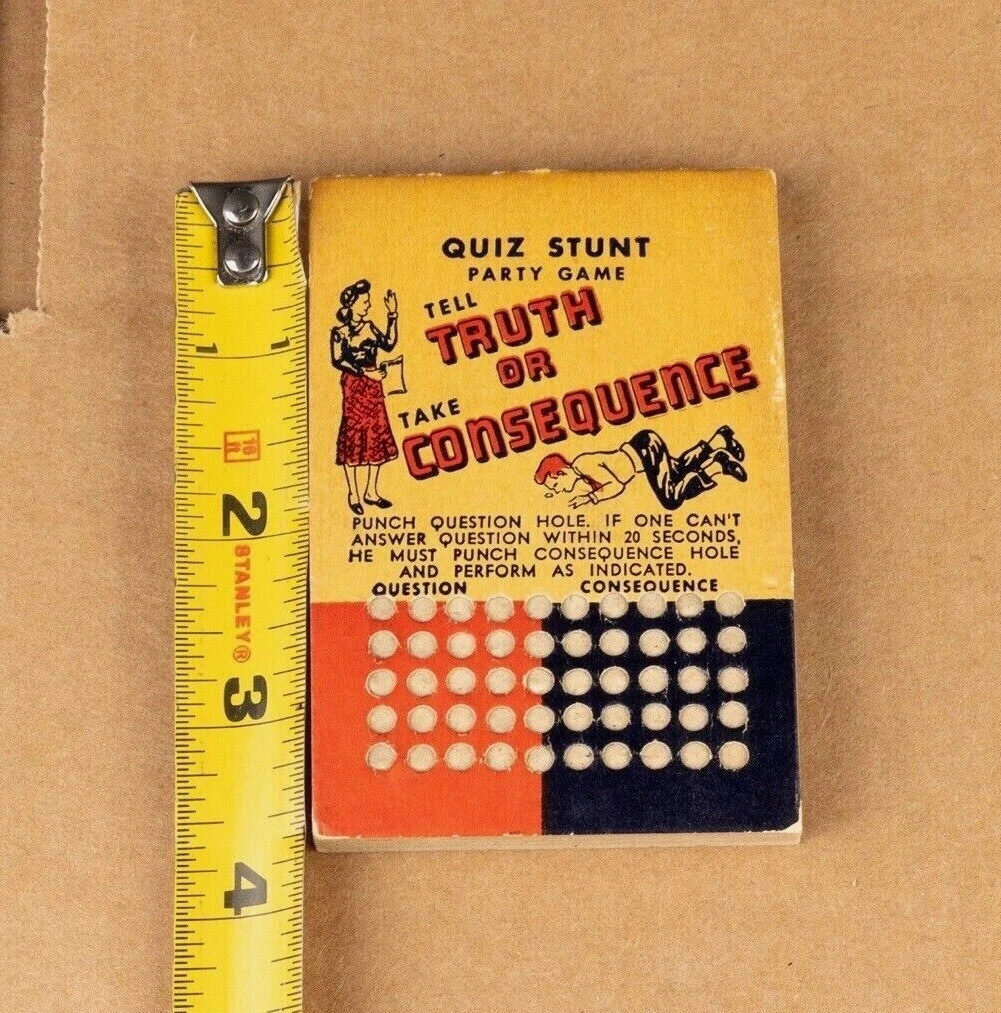 QUIZ STUNT
PARTY GAME
TELL
TRUTH
OR
TAKE
CONSEQUENCE
PUNCH QUESTION HOLE. IF ONE CAN'T
ANSWER QUESTION WITHIN 20 SECONDS,
HE MUST PUNCH CONSEQUENCE HOLE
AND PERFORM AS INDICATED.
QUESTION CONSEQUENCE
1 1
16
R
2
STANLEY®
3
4